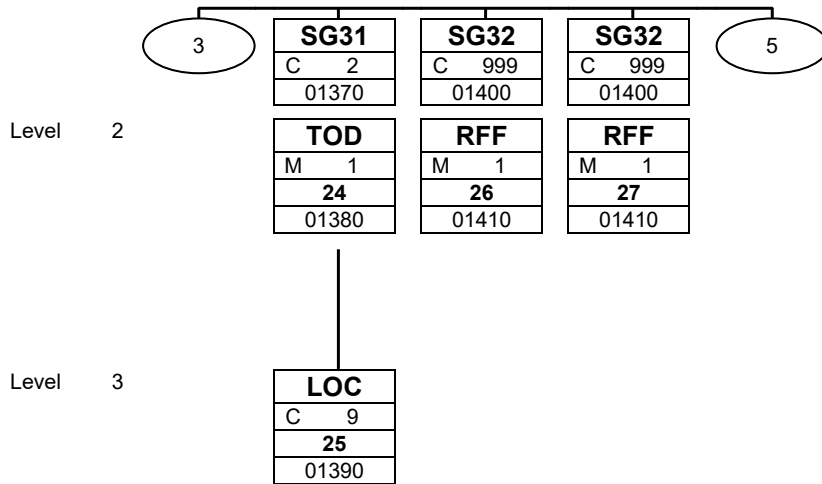 3
SG31
SG32
SG32
5
C 2
C 999
C 999
01370
01400
01400
Level 2
TOD
RFF
RFF
M 1
M 1
M 1
24
26
27
01380
01410
01410
Level 3
LOC
C 9
25
01390